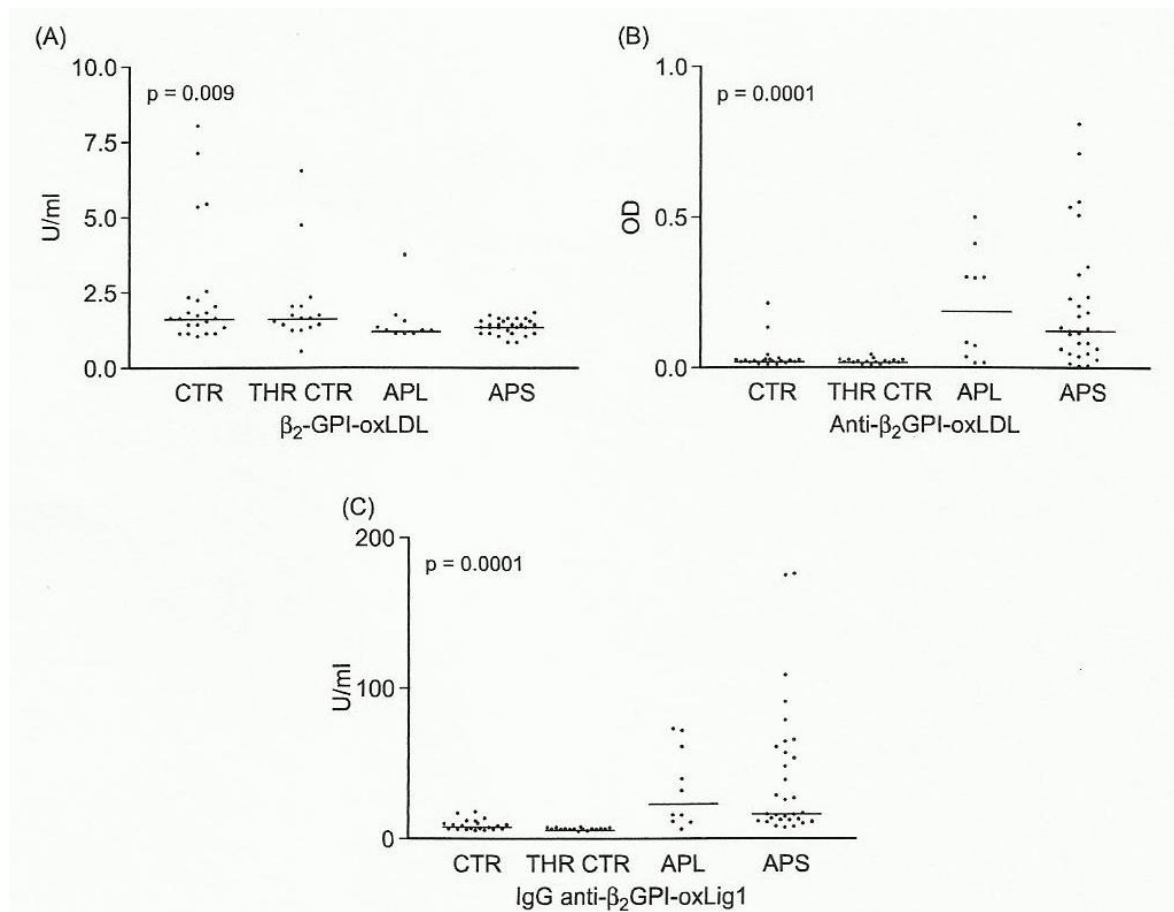 (A)
10.0
p = 0.009
7.5
U/ml
5.0
2.5
0.0
CTR THR CTR APL APS
β₂-GPI-oxLDL
(B)
1.0
p = 0.0001
OD
0.5
0.0
CTR THR CTR APL APS
Anti-β₂GPI-oxLDL
(C)
200
p = 0.0001
U/ml
100
0
CTR THR CTR APL APS
IgG anti-β₂GPI-oxLig1